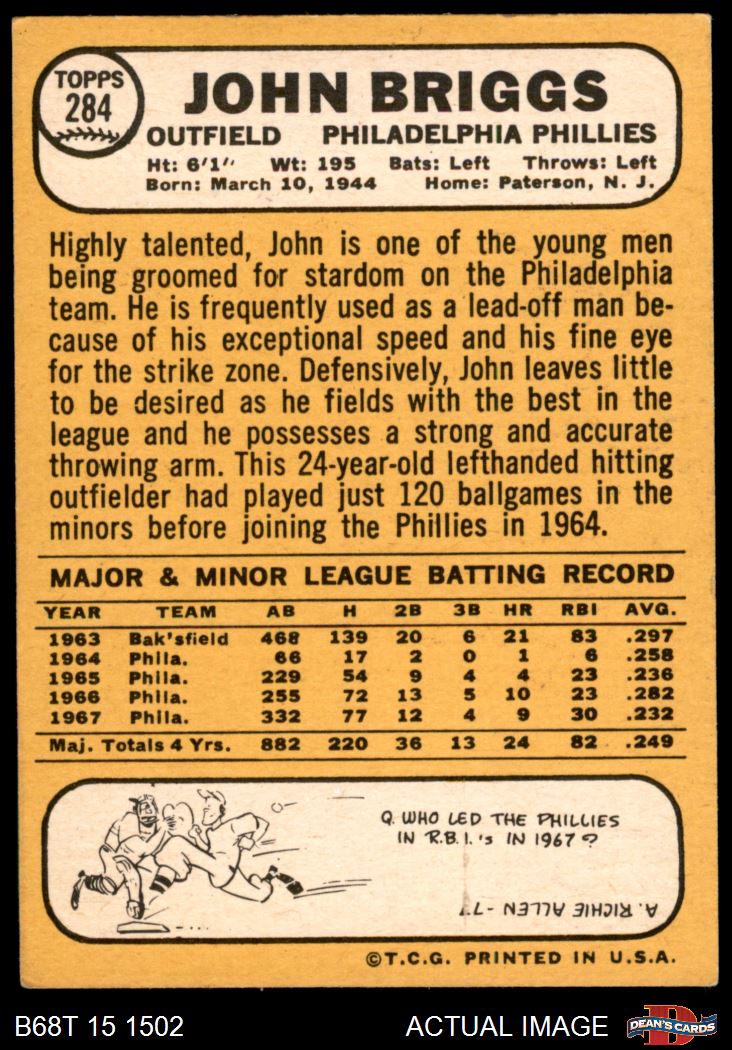 TOPPS
284
JOHN BRIGGS
OUTFIELD PHILADELPHIA PHILLIES
Ht: 6'1" Wt: 195 Bats: Left Throws: Left
Born: March 10, 1944 Home: Paterson, N. J.
Highly talented, John is one of the young men
being groomed for stardom on the Philadelphia
team. He is frequently used as a lead-off man be-
cause of his exceptional speed and his fine eye
for the strike zone. Defensively, John leaves little
to be desired as he fields with the best in the
league and he possesses a strong and accurate
throwing arm. This 24-year-old lefthanded hitting
outfielder had played just 120 ballgames in the
minors before joining the Phillies in 1964.
MAJOR & MINOR LEAGUE BATTING RECORD
YEAR TEAM AB H 2B 3B HR RBI AVG.
1963 Bak'sfield 468 139 20 6 21 83 .297
1964 Phila. 66 17 2 0 1 6 .258
1965 Phila. 229 54 9 4 4 23 .236
1966 Phila. 255 72 13 5 10 23 .282
1967 Phila. 332 77 12 4 9 30 .232
Maj. Totals 4 Yrs. 882 220 36 13 24 82 .249
Q. WHO LED THE PHILLIES
IN R.B.I.'s IN 1967?
A. RICHIE ALLEN -77
©T.C.G. PRINTED IN U.S.A.
B68T 15 1502 ACTUAL IMAGE DEAN'S CARDS